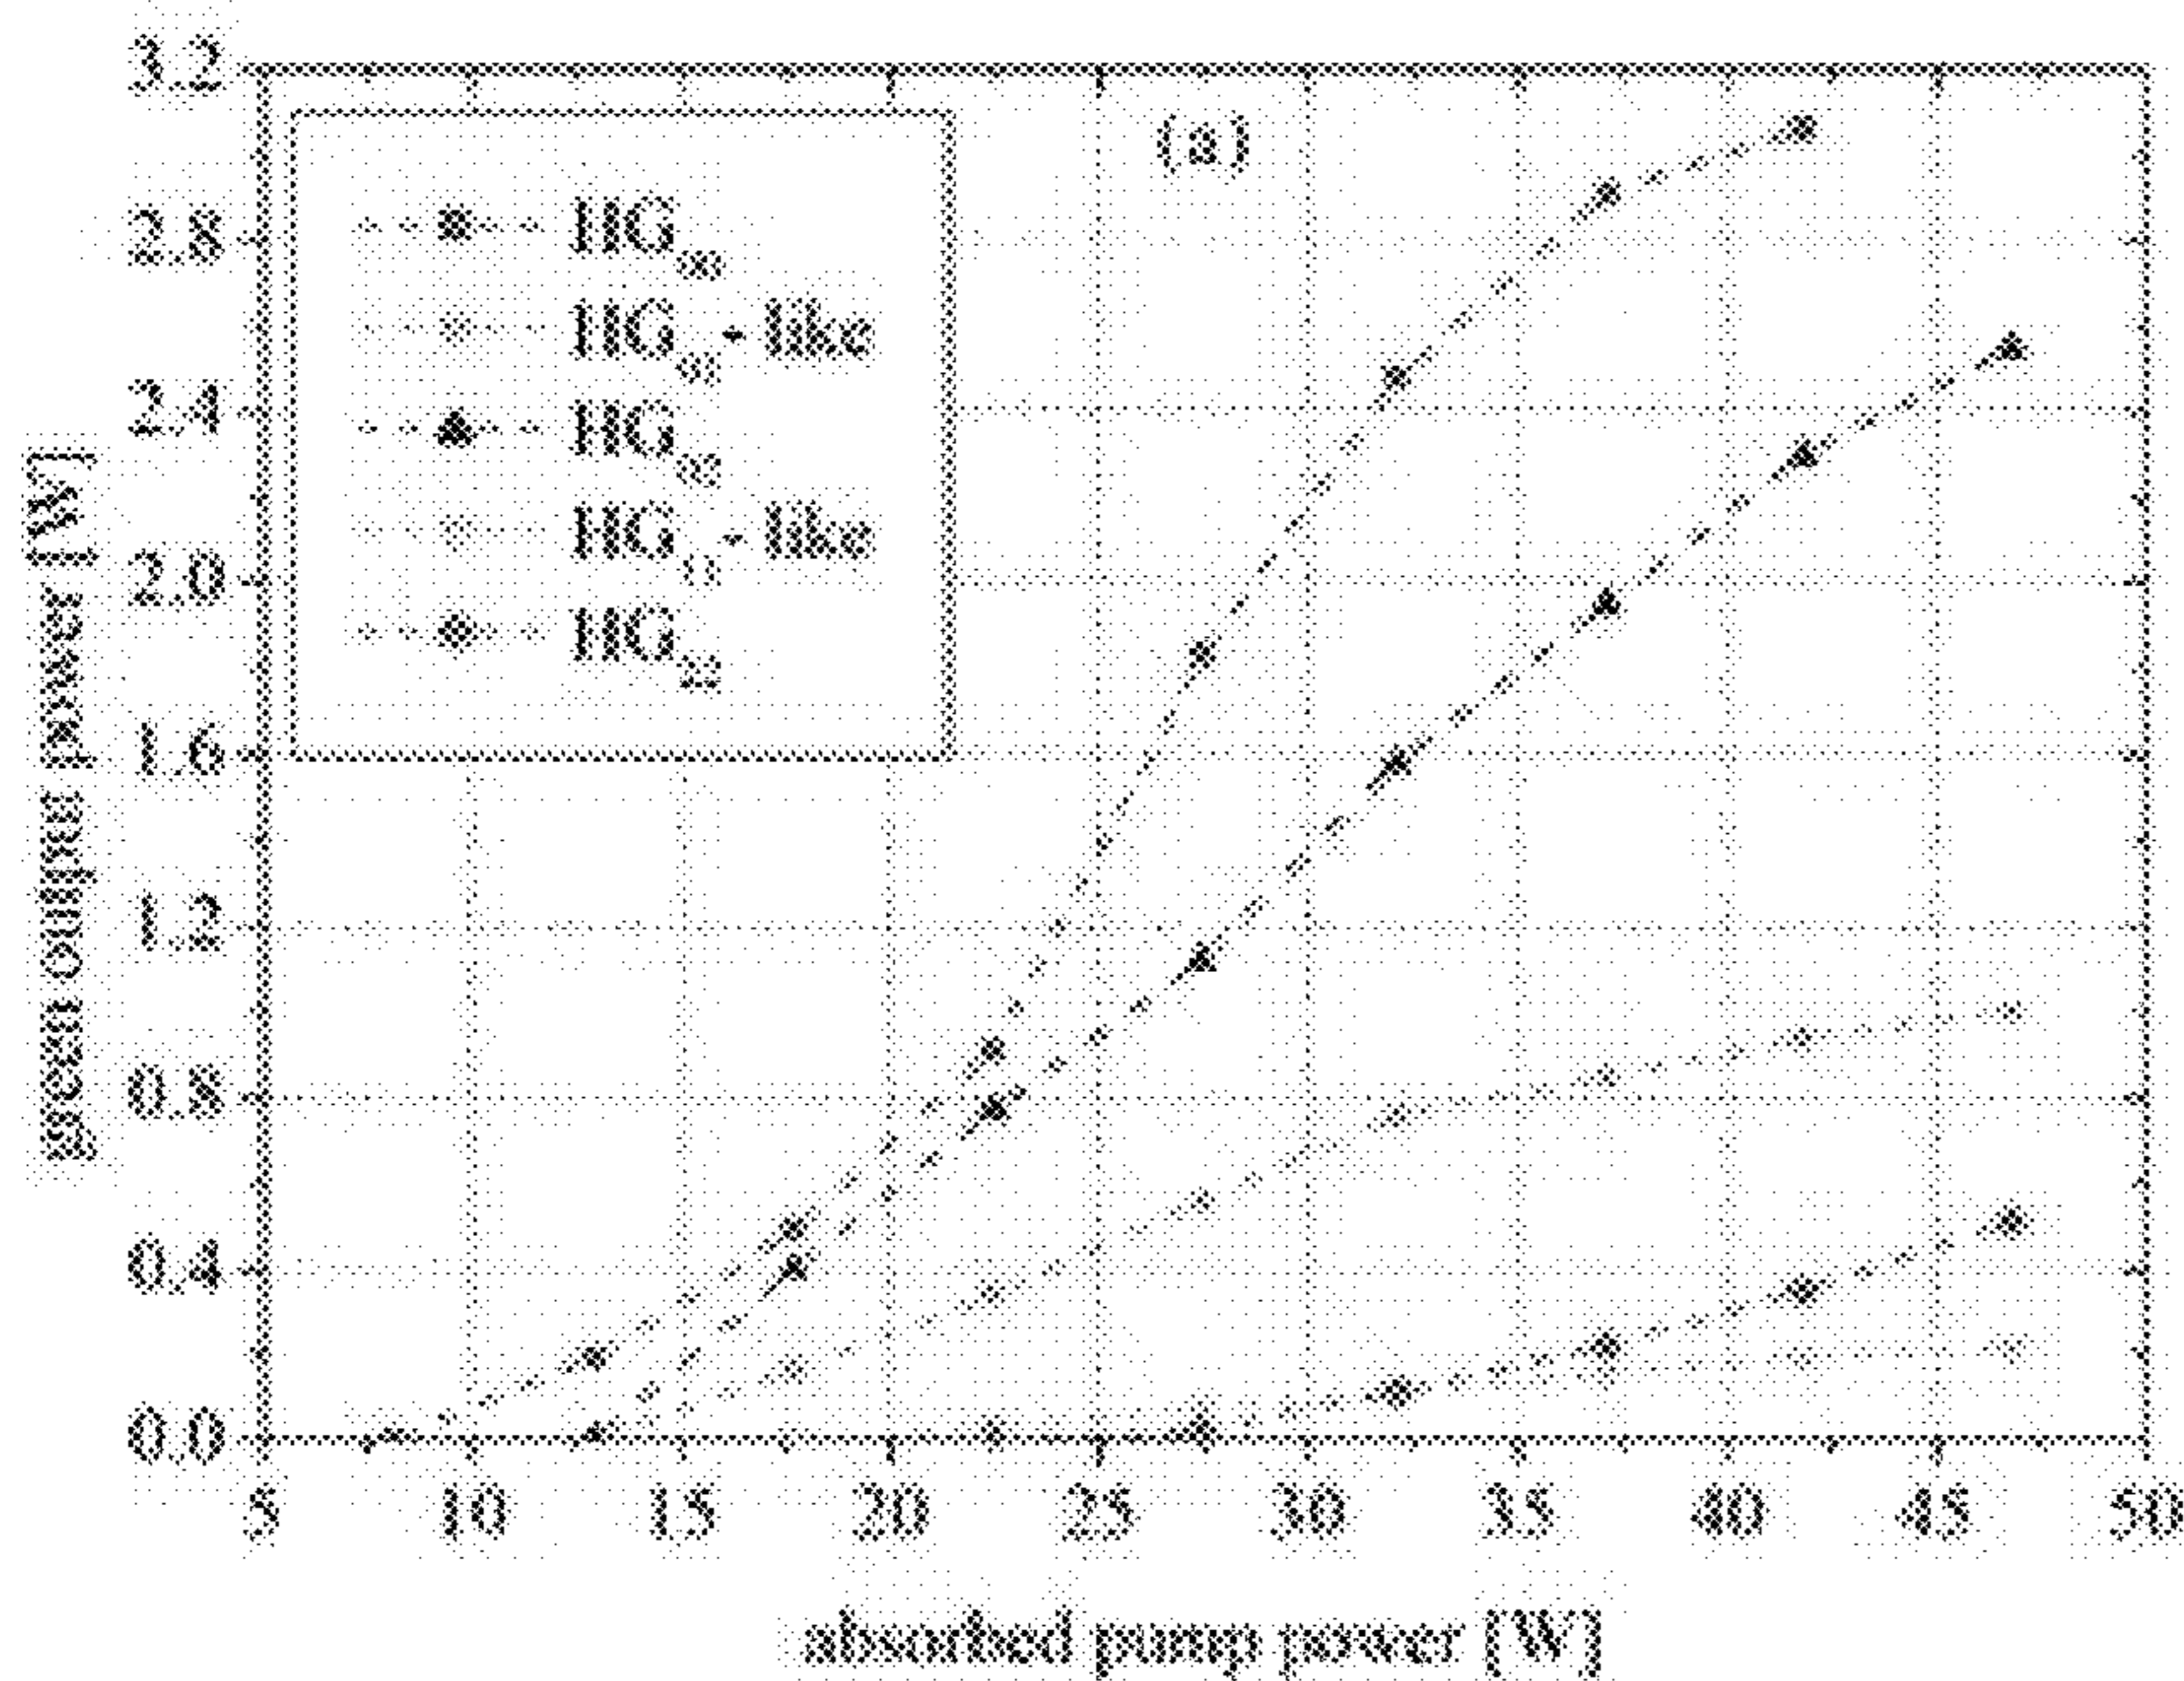 3.2
2.8
2.4
2.0
1.6
1.2
0.8
0.4
0.0
green output power [W]
(a)
HG₀₀
HG₀₁ - like
HG₀₂
HG₁₁ - like
HG₂₂
5 10 15 20 25 30 35 40 45 50
absorbed pump power [W]